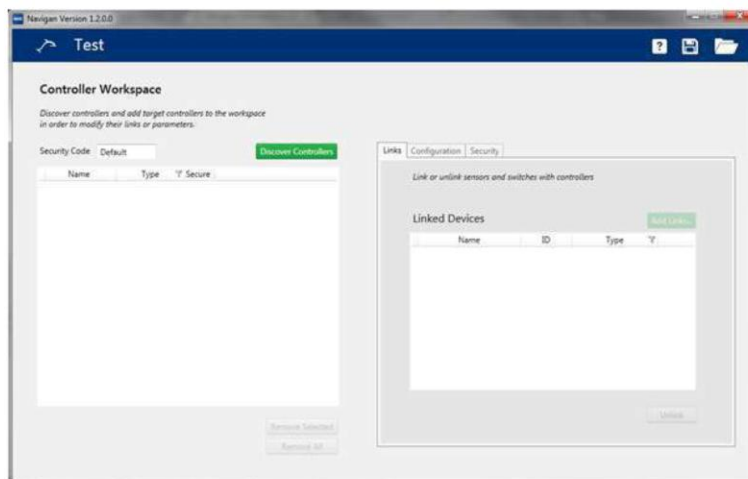 Navigan Version 1.2.0.0
Test
?
Controller Workspace
Discover controllers and add target controllers to the workspace
in order to modify their links or parameters.
Security Code Default Discover Controllers
Name Type Secure
Remove Selected
Remove All
Links Configuration Security
Link or unlink sensors and switches with controllers
Linked Devices Add Links...
Name ID Type
Unlink